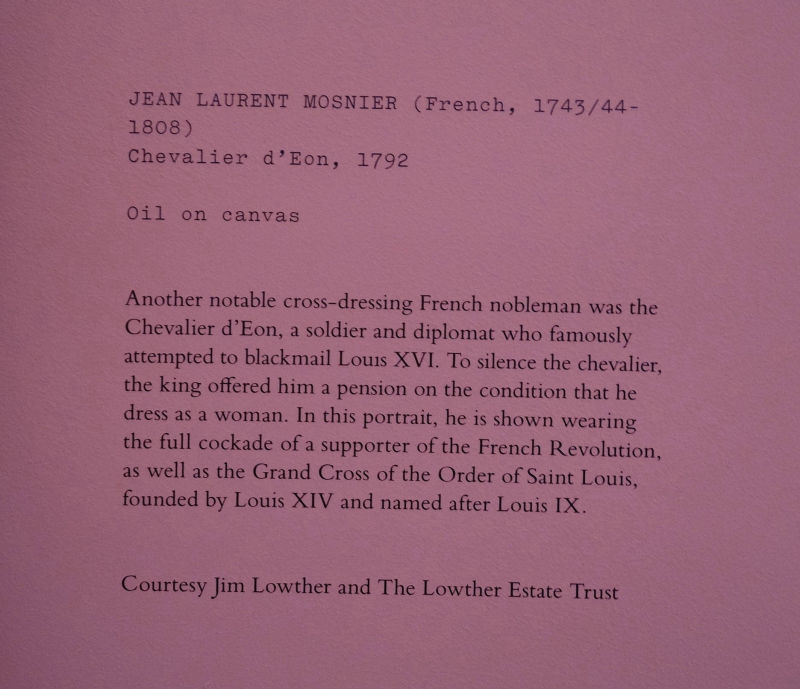 JEAN LAURENT MOSNIER (French, 1743/44-
1808)
Chevalier d'Eon, 1792
Oil on canvas
Another notable cross-dressing French nobleman was the
Chevalier d'Eon, a soldier and diplomat who famously
attempted to blackmail Louis XVI. To silence the chevalier,
the king offered him a pension on the condition that he
dress as a woman. In this portrait, he is shown wearing
the full cockade of a supporter of the French Revolution,
as well as the Grand Cross of the Order of Saint Louis,
founded by Louis XIV and named after Louis IX.
Courtesy Jim Lowther and The Lowther Estate Trust